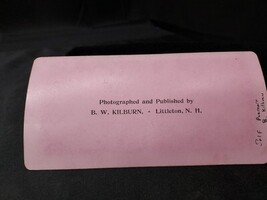 Photographed and Published by
B. W. KILBURN, - Littleton, N. H.